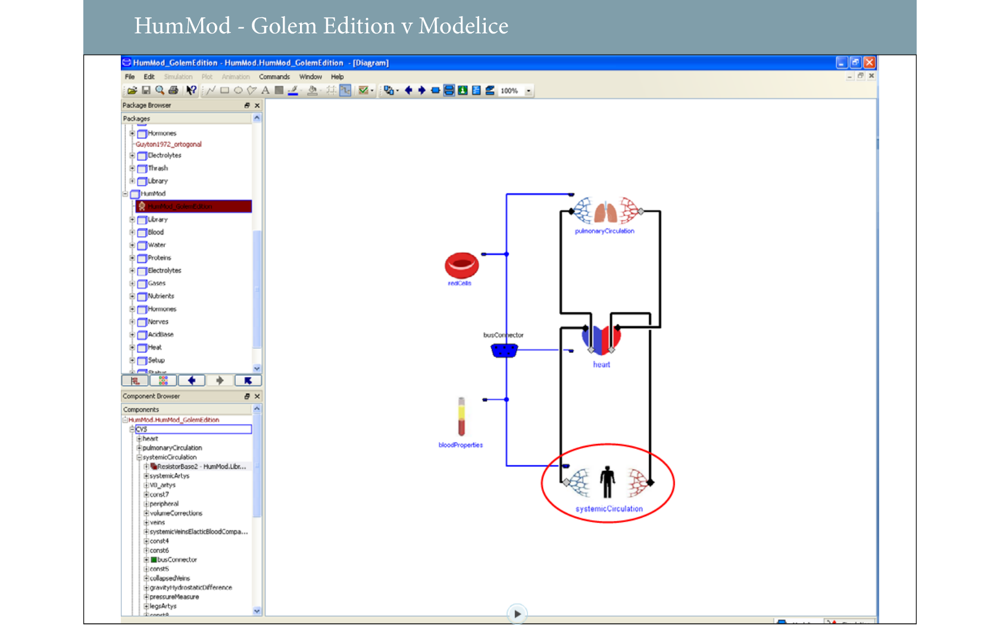 HumMod - Golem Edition v Modelice
HumMod_GolemEdition - HumMod.HumMod_GolemEdition - [Diagram]
File Edit Simulation Plot Animation Commands Window Help
100%
Package Browser
Packages
Hormones
Guyton1972_ortogonal
Electrolytes
Thrash
Library
HumMod
HumMod_GolemEdition
Library
Blood
Water
Proteins
Electrolytes
Gases
Nutrients
Hormones
Nerves
AcidBase
Heat
Setup
Status
Component Browser
Components
HumMod.HumMod_GolemEdition
CVS
heart
pulmonaryCirculation
systemicCirculation
ResistorBase2 - HumMod.Libr...
systemicArtys
V0_artys
const7
peripheral
volumeCorrections
veins
systemicVeinsElacticBloodCompa...
const4
const6
busConnector
const5
collapsedVeins
gravityHydrostaticDifference
pressureMeasure
legsArtys
const8
pulmonaryCirculation
redCells
busConnector
heart
bloodProperties
systemicCirculation